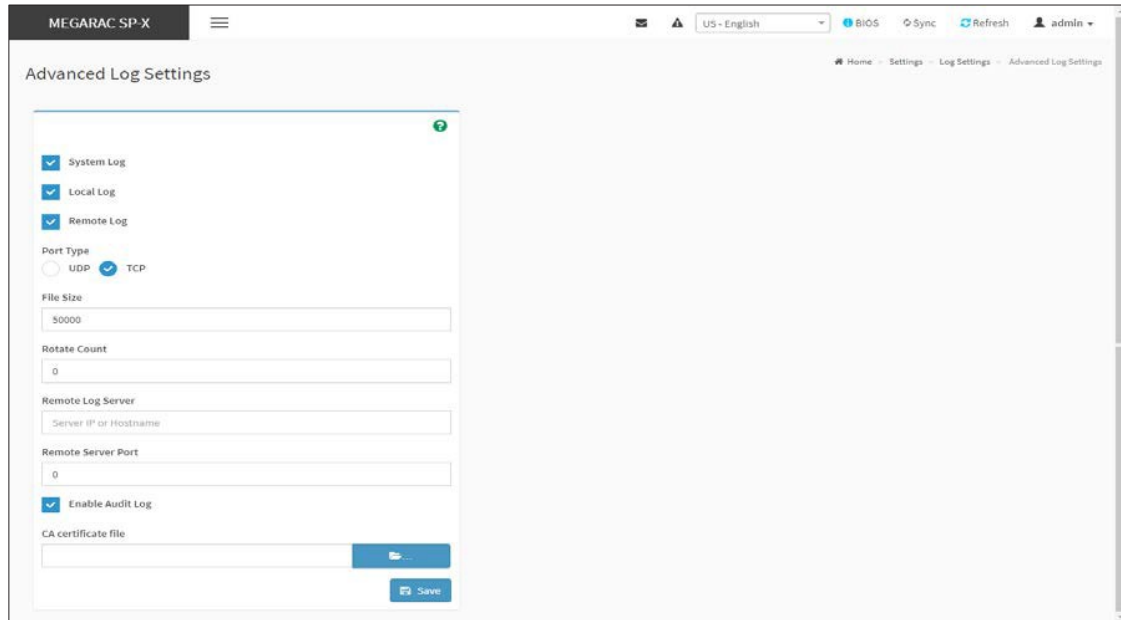 MEGARAC SP-X
US - English
BIOS
Sync
Refresh
admin
Advanced Log Settings
Home - Settings - Log Settings - Advanced Log Settings
System Log
Local Log
Remote Log
Port Type
UDP TCP
File Size
50000
Rotate Count
0
Remote Log Server
Server IP or Hostname
Remote Server Port
0
Enable Audit Log
CA certificate file
...
Save